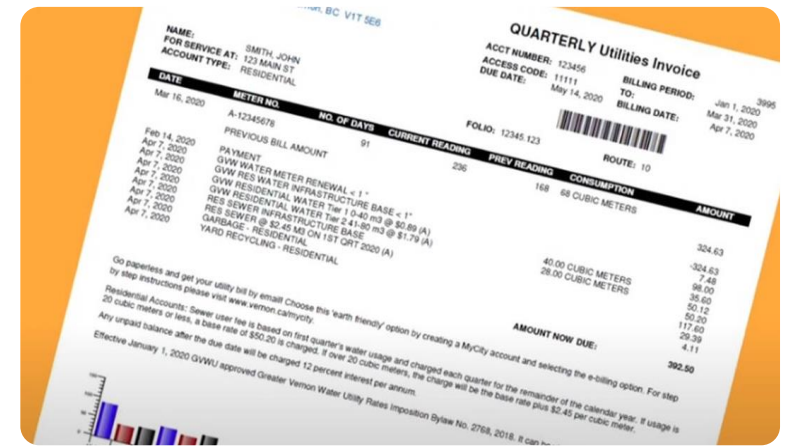 on, BC V1T 5E6
QUARTERLY Utilities Invoice
NAME: SMITH, JOHN
FOR SERVICE AT: 123 MAIN ST
ACCOUNT TYPE: RESIDENTIAL
ACCT NUMBER: 123456
ACCESS CODE: 11111
DUE DATE: May 14, 2020
3995
BILLING PERIOD: Jan 1, 2020
TO: Mar 31, 2020
BILLING DATE: Apr 7, 2020
FOLIO: 12345.123
ROUTE: 10
DATE METER NO. NO. OF DAYS CURRENT READING PREV READING CONSUMPTION AMOUNT
Mar 16, 2020 A-12345678 91 236 168 68 CUBIC METERS
PREVIOUS BILL AMOUNT 324.63
Feb 14, 2020 PAYMENT -324.63
Apr 7, 2020 GVW WATER METER RENEWAL < 1" 7.48
Apr 7, 2020 GVW RES WATER INFRASTRUCTURE BASE < 1" 98.00
Apr 7, 2020 GVW RESIDENTIAL WATER Tier 1 0-40 m3 @ $0.89 (A) 40.00 CUBIC METERS 35.60
Apr 7, 2020 GVW RESIDENTIAL WATER Tier 2 41-80 m3 @ $1.79 (A) 28.00 CUBIC METERS 50.12
Apr 7, 2020 RES SEWER INFRASTRUCTURE BASE 50.20
Apr 7, 2020 RES SEWER @ $2.45 M3 ON 1ST QRT 2020 (A) 117.60
Apr 7, 2020 GARBAGE - RESIDENTIAL 29.39
Apr 7, 2020 YARD RECYCLING - RESIDENTIAL 4.11
AMOUNT NOW DUE: 392.50
Go paperless and get your utility bill by email! Choose this 'earth friendly' option by creating a MyCity account and selecting the e-billing option. For step
by step instructions please visit www.vernon.ca/mycity.
Residential Accounts: Sewer user fee is based on first quarter's water usage and charged each quarter for the remainder of the calendar year. If usage is
20 cubic meters or less, a base rate of $50.20 is charged. If over 20 cubic meters, the charge will be the base rate plus $2.45 per cubic meter.
Any unpaid balance after the due date will be charged 12 percent interest per annum.
Effective January 1, 2020 GVWU approved Greater Vernon Water Utility Rates Imposition Bylaw No. 2768, 2018. It can be